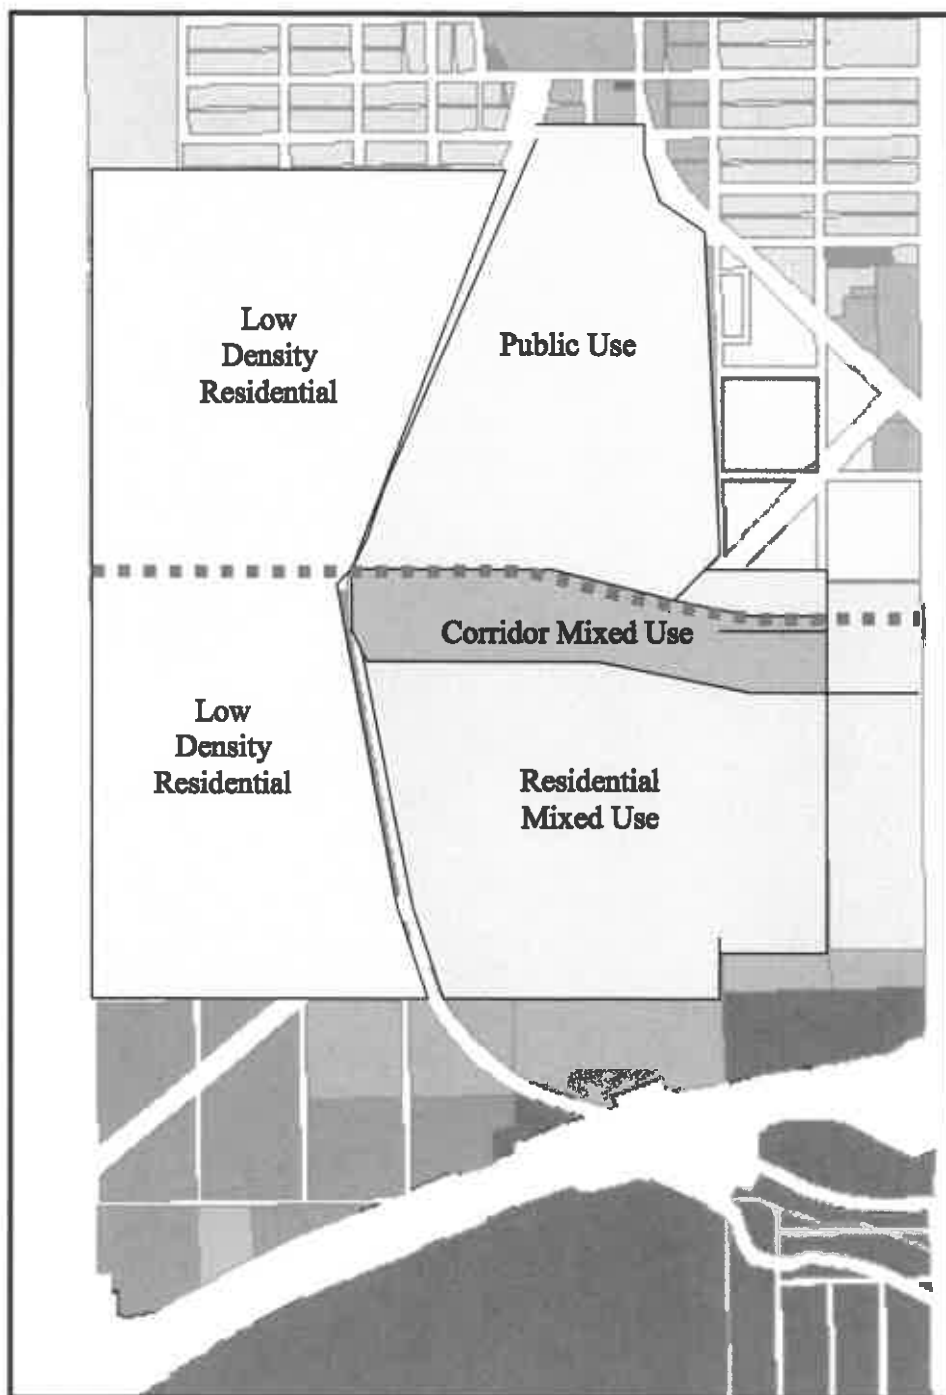 Low
Density
Residential
Public Use
Corridor Mixed Use
Low
Density
Residential
Residential
Mixed Use